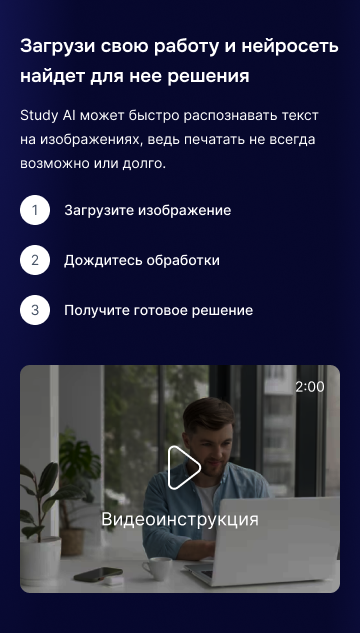 Загрузи свою работу и нейросеть
найдет для нее решения
Study AI может быстро распознавать текст
на изображениях, ведь печатать не всегда
возможно или долго.
1 Загрузите изображение
2 Дождитесь обработки
3 Получите готовое решение
2:00
Видеоинструкция